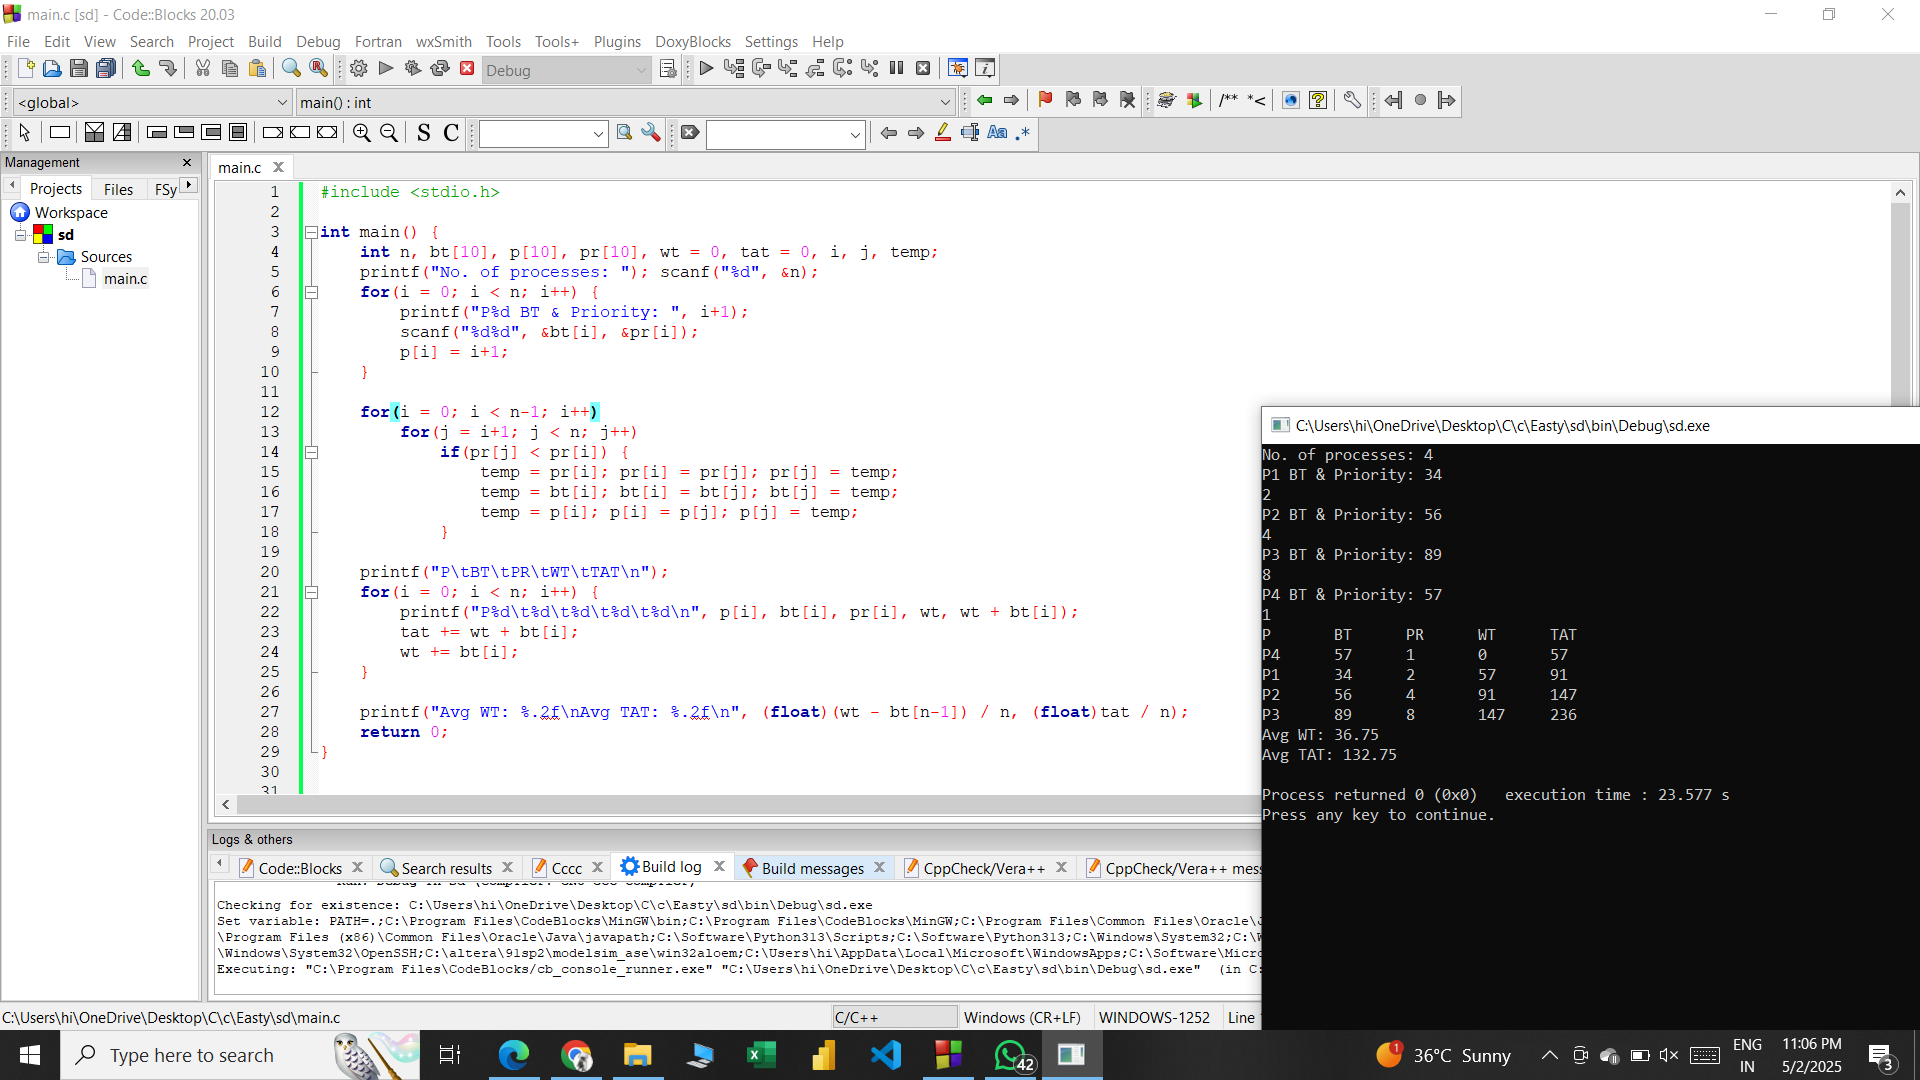 main.c [sd] - Code::Blocks 20.03
File Edit View Search Project Build Debug Fortran wxSmith Tools Tools+ Plugins DoxyBlocks Settings Help
Debug
<global> main() : int /** *<
S C Aa .*
Management
Projects Files FSy
Workspace
sd
Sources
main.c
main.c
1 #include <stdio.h>
2
3 int main() {
4 int n, bt[10], p[10], pr[10], wt = 0, tat = 0, i, j, temp;
5 printf("No. of processes: "); scanf("%d", &n);
6 for(i = 0; i < n; i++) {
7 printf("P%d BT & Priority: ", i+1);
8 scanf("%d%d", &bt[i], &pr[i]);
9 p[i] = i+1;
10 }
11
12 for(i = 0; i < n-1; i++)
13 for(j = i+1; j < n; j++)
14 if(pr[j] < pr[i]) {
15 temp = pr[i]; pr[i] = pr[j]; pr[j] = temp;
16 temp = bt[i]; bt[i] = bt[j]; bt[j] = temp;
17 temp = p[i]; p[i] = p[j]; p[j] = temp;
18 }
19
20 printf("P\tBT\tPR\tWT\tTAT\n");
21 for(i = 0; i < n; i++) {
22 printf("P%d\t%d\t%d\t%d\t%d\n", p[i], bt[i], pr[i], wt, wt + bt[i]);
23 tat += wt + bt[i];
24 wt += bt[i];
25 }
26
27 printf("Avg WT: %.2f\nAvg TAT: %.2f\n", (float)(wt - bt[n-1]) / n, (float)tat / n);
28 return 0;
29 }
30
31
C:\Users\hi\OneDrive\Desktop\C\c\Easty\sd\bin\Debug\sd.exe
No. of processes: 4
P1 BT & Priority: 34
2
P2 BT & Priority: 56
4
P3 BT & Priority: 89
8
P4 BT & Priority: 57
1
P BT PR WT TAT
P4 57 1 0 57
P1 34 2 57 91
P2 56 4 91 147
P3 89 8 147 236
Avg WT: 36.75
Avg TAT: 132.75
Process returned 0 (0x0) execution time : 23.577 s
Press any key to continue.
Logs & others
Code::Blocks Search results Cccc Build log Build messages CppCheck/Vera++ CppCheck/Vera++ mess
Checking for existence: C:\Users\hi\OneDrive\Desktop\C\c\Easty\sd\bin\Debug\sd.exe
Set variable: PATH=.;C:\Program Files\CodeBlocks\MinGW\bin;C:\Program Files\CodeBlocks\MinGW;C:\Program Files\Common Files\Oracle\J
\Program Files (x86)\Common Files\Oracle\Java\javapath;C:\Software\Python313\Scripts;C:\Software\Python313;C:\Windows\System32;C:\W
\Windows\System32\OpenSSH;C:\altera\91sp2\modelsim_ase\win32aloem;C:\Users\hi\AppData\Local\Microsoft\WindowsApps;C:\Software\Micro
Executing: "C:\Program Files\CodeBlocks/cb_console_runner.exe" "C:\Users\hi\OneDrive\Desktop\C\c\Easty\sd\bin\Debug\sd.exe" (in C:
C:\Users\hi\OneDrive\Desktop\C\c\Easty\sd\main.c C/C++ Windows (CR+LF) WINDOWS-1252 Line
Type here to search 42 1 36°C Sunny ENG IN 11:06 PM 5/2/2025 3